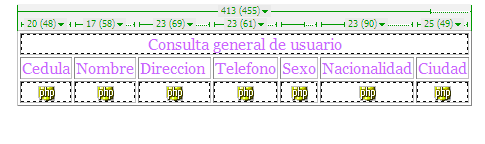 413 (455)
20 (48) 17 (58) 23 (69) 23 (61) 23 (90) 25 (49)
Consulta general de usuario
Cedula Nombre Direccion Telefono Sexo Nacionalidad Ciudad
php php php php php php php